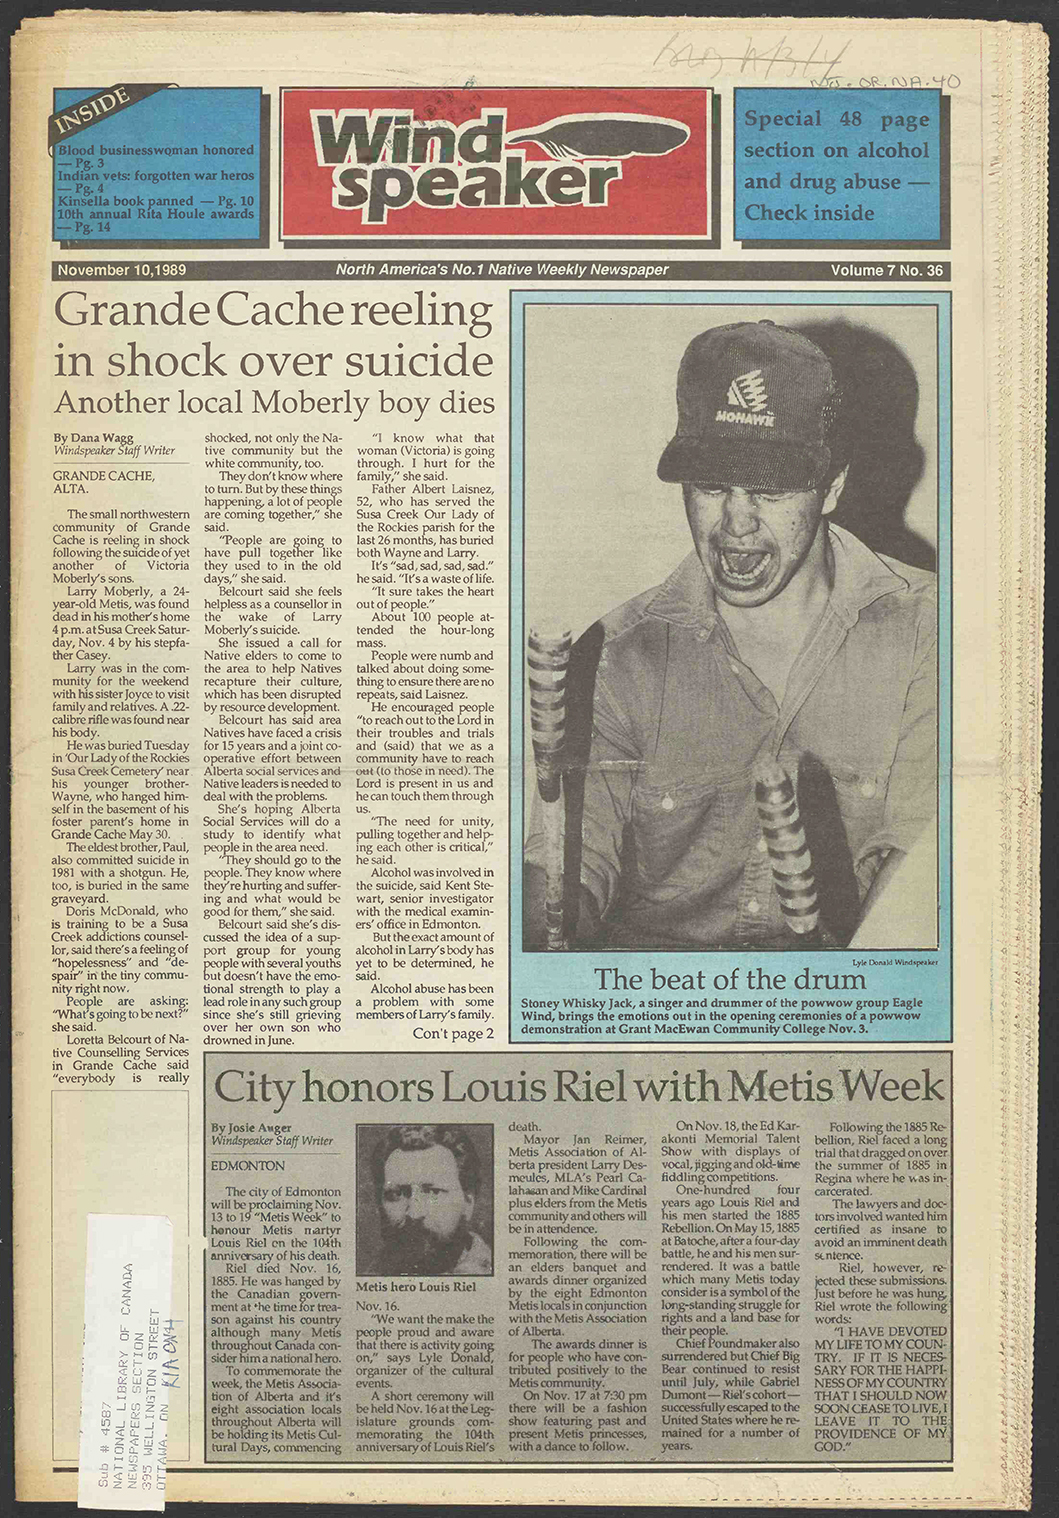 NJ.OR.NA.40
INSIDE
Blood businesswoman honored
— Pg. 3
Indian vets: forgotten war heros
— Pg. 4
Kinsella book panned — Pg. 10
10th annual Rita Houle awards
— Pg. 14
Wind
speaker
Special 48 page
section on alcohol
and drug abuse —
Check inside
November 10,1989
North America's No.1 Native Weekly Newspaper
Volume 7 No. 36
Grande Cache reeling
in shock over suicide
Another local Moberly boy dies
By Dana Wagg
Windspeaker Staff Writer
GRANDE CACHE,
ALTA.
The small northwestern
community of Grande
Cache is reeling in shock
following the suicide of yet
another of Victoria
Moberly's sons.
Larry Moberly, a 24-
year-old Metis, was found
dead in his mother's home
4 p.m. at Susa Creek Satur-
day, Nov. 4 by his stepfa-
ther Casey.
Larry was in the com-
munity for the weekend
with his sister Joyce to visit
family and relatives. A .22-
calibre rifle was found near
his body.
He was buried Tuesday
in 'Our Lady of the Rockies
Susa Creek Cemetery' near
his younger brother-
Wayne, who hanged him-
self in the basement of his
foster parent's home in
Grande Cache May 30.
The eldest brother, Paul,
also committed suicide in
1981 with a shotgun. He,
too, is buried in the same
graveyard.
Doris McDonald, who
is training to be a Susa
Creek addictions counsel-
lor, said there's a feeling of
"hopelessness" and "de-
spair" in the tiny commu-
nity right now.
People are asking:
"What's going to be next?"
she said.
Loretta Belcourt of Na-
tive Counselling Services
in Grande Cache said
"everybody is really
shocked, not only the Na-
tive community but the
white community, too.
They don't know where
to turn. But by these things
happening, a lot of people
are coming together," she
said.
"People are going to
have pull together like
they used to in the old
days," she said.
Belcourt said she feels
helpless as a counsellor in
the wake of Larry
Moberly's suicide.
She issued a call for
Native elders to come to
the area to help Natives
recapture their culture,
which has been disrupted
by resource development.
Belcourt has said area
Natives have faced a crisis
for 15 years and a joint co-
operative effort between
Alberta social services and
Native leaders is needed to
deal with the problems.
She's hoping Alberta
Social Services will do a
study to identify what
people in the area need.
"They should go to the
people. They know where
they're hurting and suffer-
ing and what would be
good for them," she said.
Belcourt said she's dis-
cussed the idea of a sup-
port group for young
people with several youths
but doesn't have the emo-
tional strength to play a
lead role in any such group
since she's still grieving
over her own son who
drowned in June.
"I know what that
woman (Victoria) is going
through. I hurt for the
family," she said.
Father Albert Laisnez,
52, who has served the
Susa Creek Our Lady of
the Rockies parish for the
last 26 months, has buried
both Wayne and Larry.
It's "sad, sad, sad, sad."
he said. "It's a waste of life.
"It sure takes the heart
out of people."
About 100 people at-
tended the hour-long
mass.
People were numb and
talked about doing some-
thing to ensure there are no
repeats, said Laisnez.
He encouraged people
"to reach out to the Lord in
their troubles and trials
and (said) that we as a
community have to reach
out (to those in need). The
Lord is present in us and
he can touch them through
us.
"The need for unity,
pulling together and help-
ing each other is critical,"
he said.
Alcohol was involved in
the suicide, said Kent Ste-
wart, senior investigator
with the medical examin-
ers' office in Edmonton.
But the exact amount of
alcohol in Larry's body has
yet to be determined, he
said.
Alcohol abuse has been
a problem with some
members of Larry's family.
Con't page 2
MOHAWK
Lyle Donald Windspeaker
The beat of the drum
Stoney Whisky Jack, a singer and drummer of the powwow group Eagle
Wind, brings the emotions out in the opening ceremonies of a powwow
demonstration at Grant MacEwan Community College Nov. 3.
City honors Louis Riel with Metis Week
By Josie Auger
Windspeaker Staff Writer
EDMONTON
The city of Edmonton
will be proclaiming Nov.
13 to 19 "Metis Week" to
honour Metis martyr
Louis Riel on the 104th
anniversary of his death.
Riel died Nov. 16,
1885. He was hanged by
the Canadian govern-
ment at the time for trea-
son against his country
although many Metis
throughout Canada con-
sider him a national hero.
To commemorate the
week, the Metis Associa-
tion of Alberta and it's
eight association locals
throughout Alberta will
be holding its Metis Cul-
tural Days, commencing
Metis hero Louis Riel
Nov. 16.
"We want the make the
people proud and aware
that there is activity going
on," says Lyle Donald,
organizer of the cultural
events.
A short ceremony will
be held Nov. 16 at the Leg-
islature grounds com-
memorating the 104th
anniversary of Louis Riel's
death.
Mayor Jan Reimer,
Metis Association of Al-
berta president Larry Des-
meules, MLA's Pearl Ca-
lahasan and Mike Cardinal
plus elders from the Metis
community and others will
be in attendence.
Following the com-
memoration, there will be
an elders banquet and
awards dinner organized
by the eight Edmonton
Metis locals in conjunction
with the Metis Association
of Alberta.
The awards dinner is
for people who have con-
tributed positively to the
Metis community.
On Nov. 17 at 7:30 pm
there will be a fashion
show featuring past and
present Metis princesses,
with a dance to follow.
On Nov. 18, the Ed Kar-
akonti Memorial Talent
Show with displays of
vocal, jigging and old-time
fiddling competitions.
One-hundred four
years ago Louis Riel and
his men started the 1885
Rebellion. On May 15, 1885
at Batoche, after a four-day
battle, he and his men sur-
rendered. It was a battle
which many Metis today
consider is a symbol of the
long-standing struggle for
rights and a land base for
their people.
Chief Poundmaker also
surrendered but Chief Big
Bear continued to resist
until July, while Gabriel
Dumont — Riel's cohort —
successfully escaped to the
United States where he re-
mained for a number of
years.
Following the 1885 Re-
bellion, Riel faced a long
trial that dragged on over
the summer of 1885 in
Regina where he was in-
carcerated.
The lawyers and doc-
tors involved wanted him
certified as insane to
avoid an imminent death
sentence.
Riel, however, re-
jected these submissions.
Just before he was hung,
Riel wrote the following
words:
"I HAVE DEVOTED
MY LIFE TO MY COUN-
TRY. IF IT IS NECES-
SARY FOR THE HAPPI-
NESS OF MY COUNTRY
THAT I SHOULD NOW
SOON CEASE TO LIVE, I
LEAVE IT TO THE
PROVIDENCE OF MY
GOD."
Sub # 4587
NATIONAL LIBRARY OF CANADA
NEWSPAPERS SECTION
395 WELLINGTON STREET
OTTAWA, ON K1A 0N4